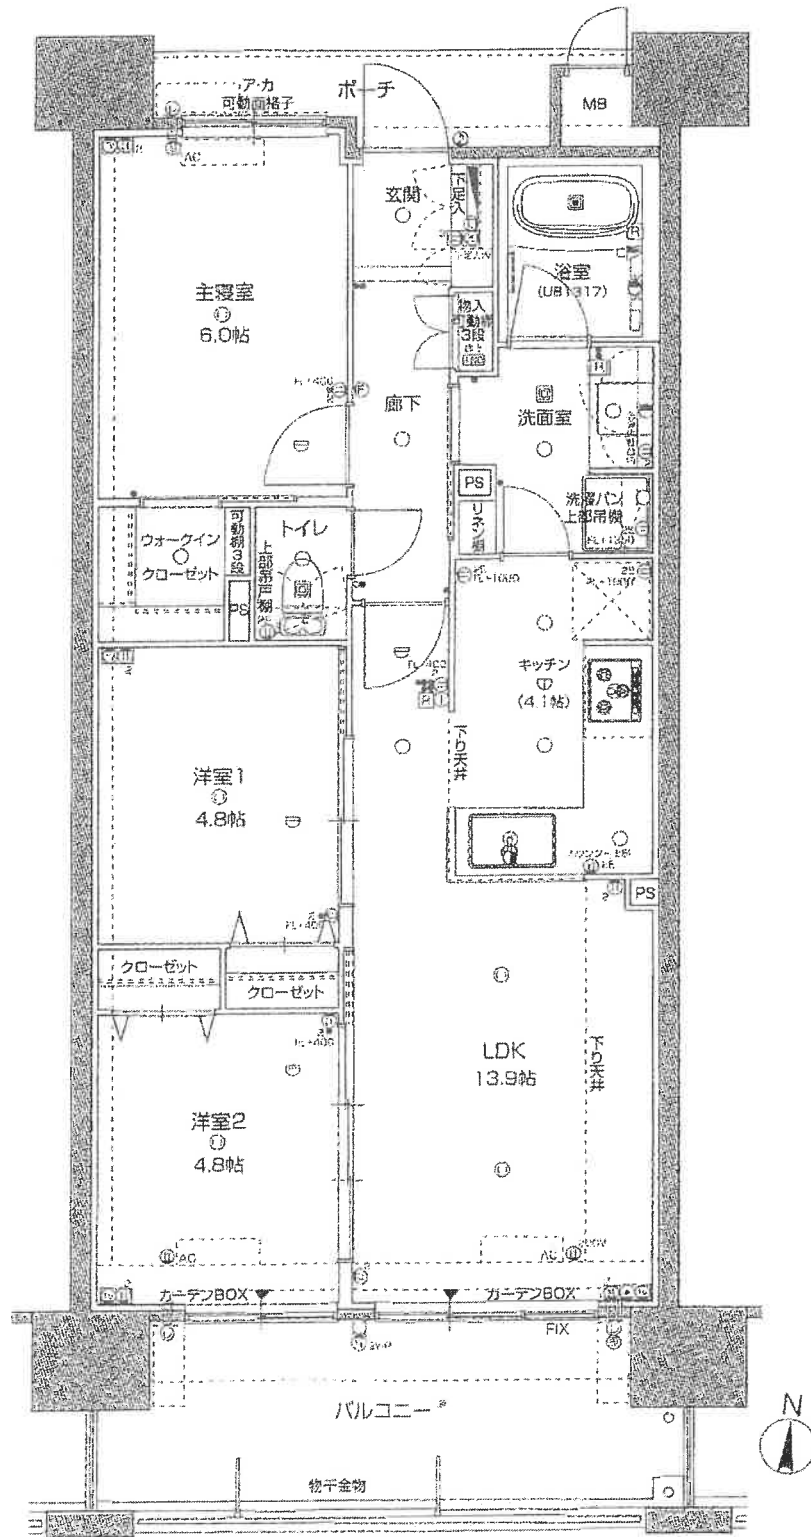 ポーチ
ア・カ
可動面格子
MB
AC
玄関
下足入
浴室
(UB1317)
主寝室
6.0帖
物入
可動棚
3段
廊下
洗面室
PS
リネン棚
洗濯パン
上部吊棚
ウォークイン
クローゼット
可動棚3段
PS
トイレ
上部吊戸棚
キッチン
(4.1帖)
下り天井
洋室1
4.8帖
PS
クローゼット
クローゼット
LDK
13.9帖
下り天井
洋室2
4.8帖
AC
AC
カーテンBOX
カーテンBOX
FIX
バルコニー
物干金物
N